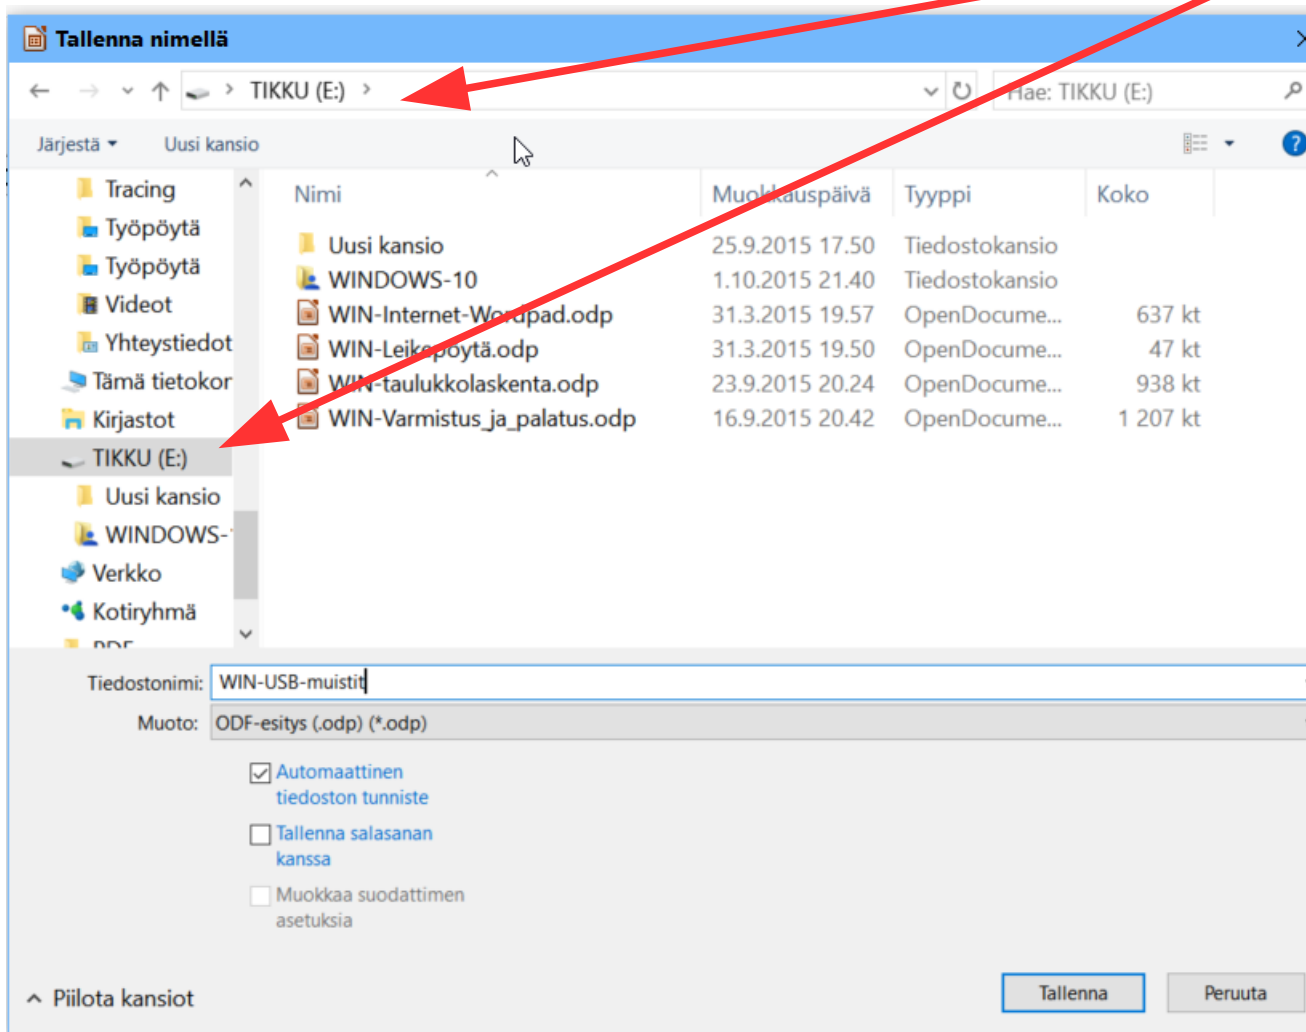 Tallenna nimellä
TIKKU (E:)
Hae: TIKKU (E:)
Järjestä
Uusi kansio
?
Tracing
Työpöytä
Työpöytä
Videot
Yhteystiedot
Tämä tietokor
Kirjastot
TIKKU (E:)
Uusi kansio
WINDOWS-1
Verkko
Kotiryhmä
PDF
Nimi Muokkauspäivä Tyyppi Koko
Uusi kansio 25.9.2015 17.50 Tiedostokansio
WINDOWS-10 1.10.2015 21.40 Tiedostokansio
WIN-Internet-Wordpad.odp 31.3.2015 19.57 OpenDocume... 637 kt
WIN-Leikepöytä.odp 31.3.2015 19.50 OpenDocume... 47 kt
WIN-taulukkolaskenta.odp 23.9.2015 20.24 OpenDocume... 938 kt
WIN-Varmistus_ja_palatus.odp 16.9.2015 20.42 OpenDocume... 1 207 kt
Tiedostonimi: WIN-USB-muistit
Muoto: ODF-esitys (.odp) (*.odp)
Automaattinen
tiedoston tunniste
Tallenna salasanan
kanssa
Muokkaa suodattimen
asetuksia
Piilota kansiot
Tallenna
Peruuta